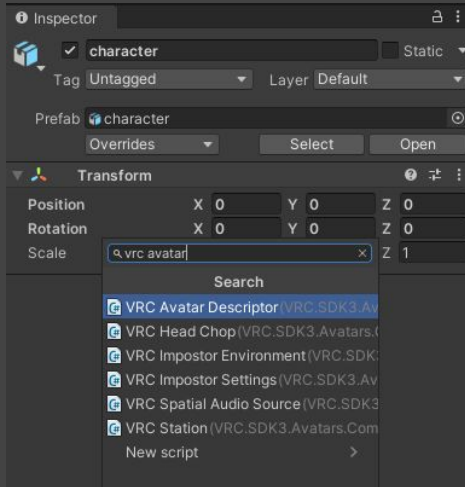 Inspector
character
Static
Tag Untagged Layer Default
Prefab character
Overrides Select Open
Transform
Position X 0 Y 0 Z 0
Rotation X 0 Y 0 Z 0
Scale Z 1
vrc avatar
Search
VRC Avatar Descriptor (VRC.SDK3.Av
VRC Head Chop (VRC.SDK3.Avatars.(
VRC Impostor Environment (VRC.SDK
VRC Impostor Settings (VRC.SDK3.Av
VRC Spatial Audio Source (VRC.SDK3
VRC Station (VRC.SDK3.Avatars.Com
New script